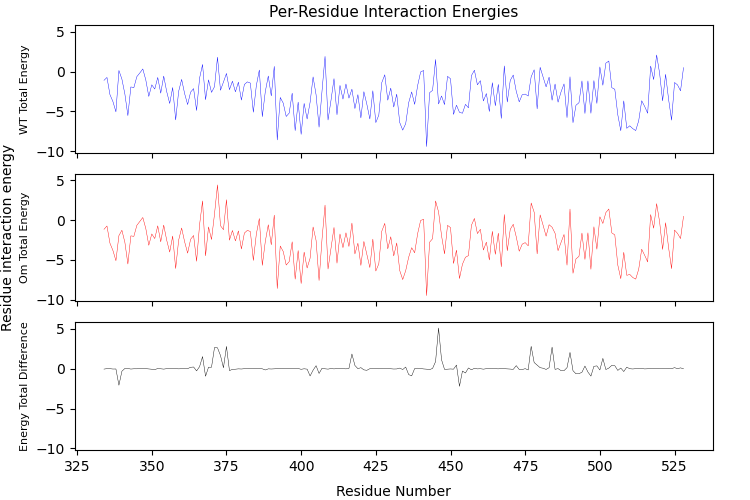 Per-Residue Interaction Energies
Residue interaction energy
WT Total Energy
5
0
−5
−10
Om Total Energy
5
0
−5
−10
Energy Total Difference
5
0
−5
−10
325 350 375 400 425 450 475 500 525
Residue Number